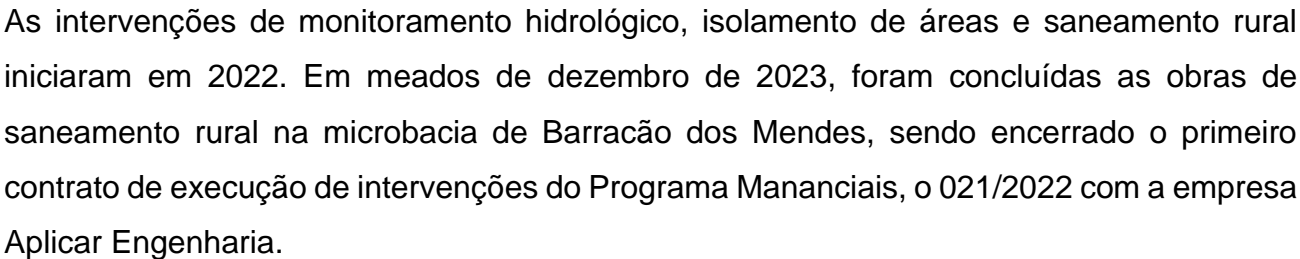 As intervenções de monitoramento hidrológico, isolamento de áreas e saneamento rural
iniciaram em 2022. Em meados de dezembro de 2023, foram concluídas as obras de
saneamento rural na microbacia de Barracão dos Mendes, sendo encerrado o primeiro
contrato de execução de intervenções do Programa Mananciais, o 021/2022 com a empresa
Aplicar Engenharia.